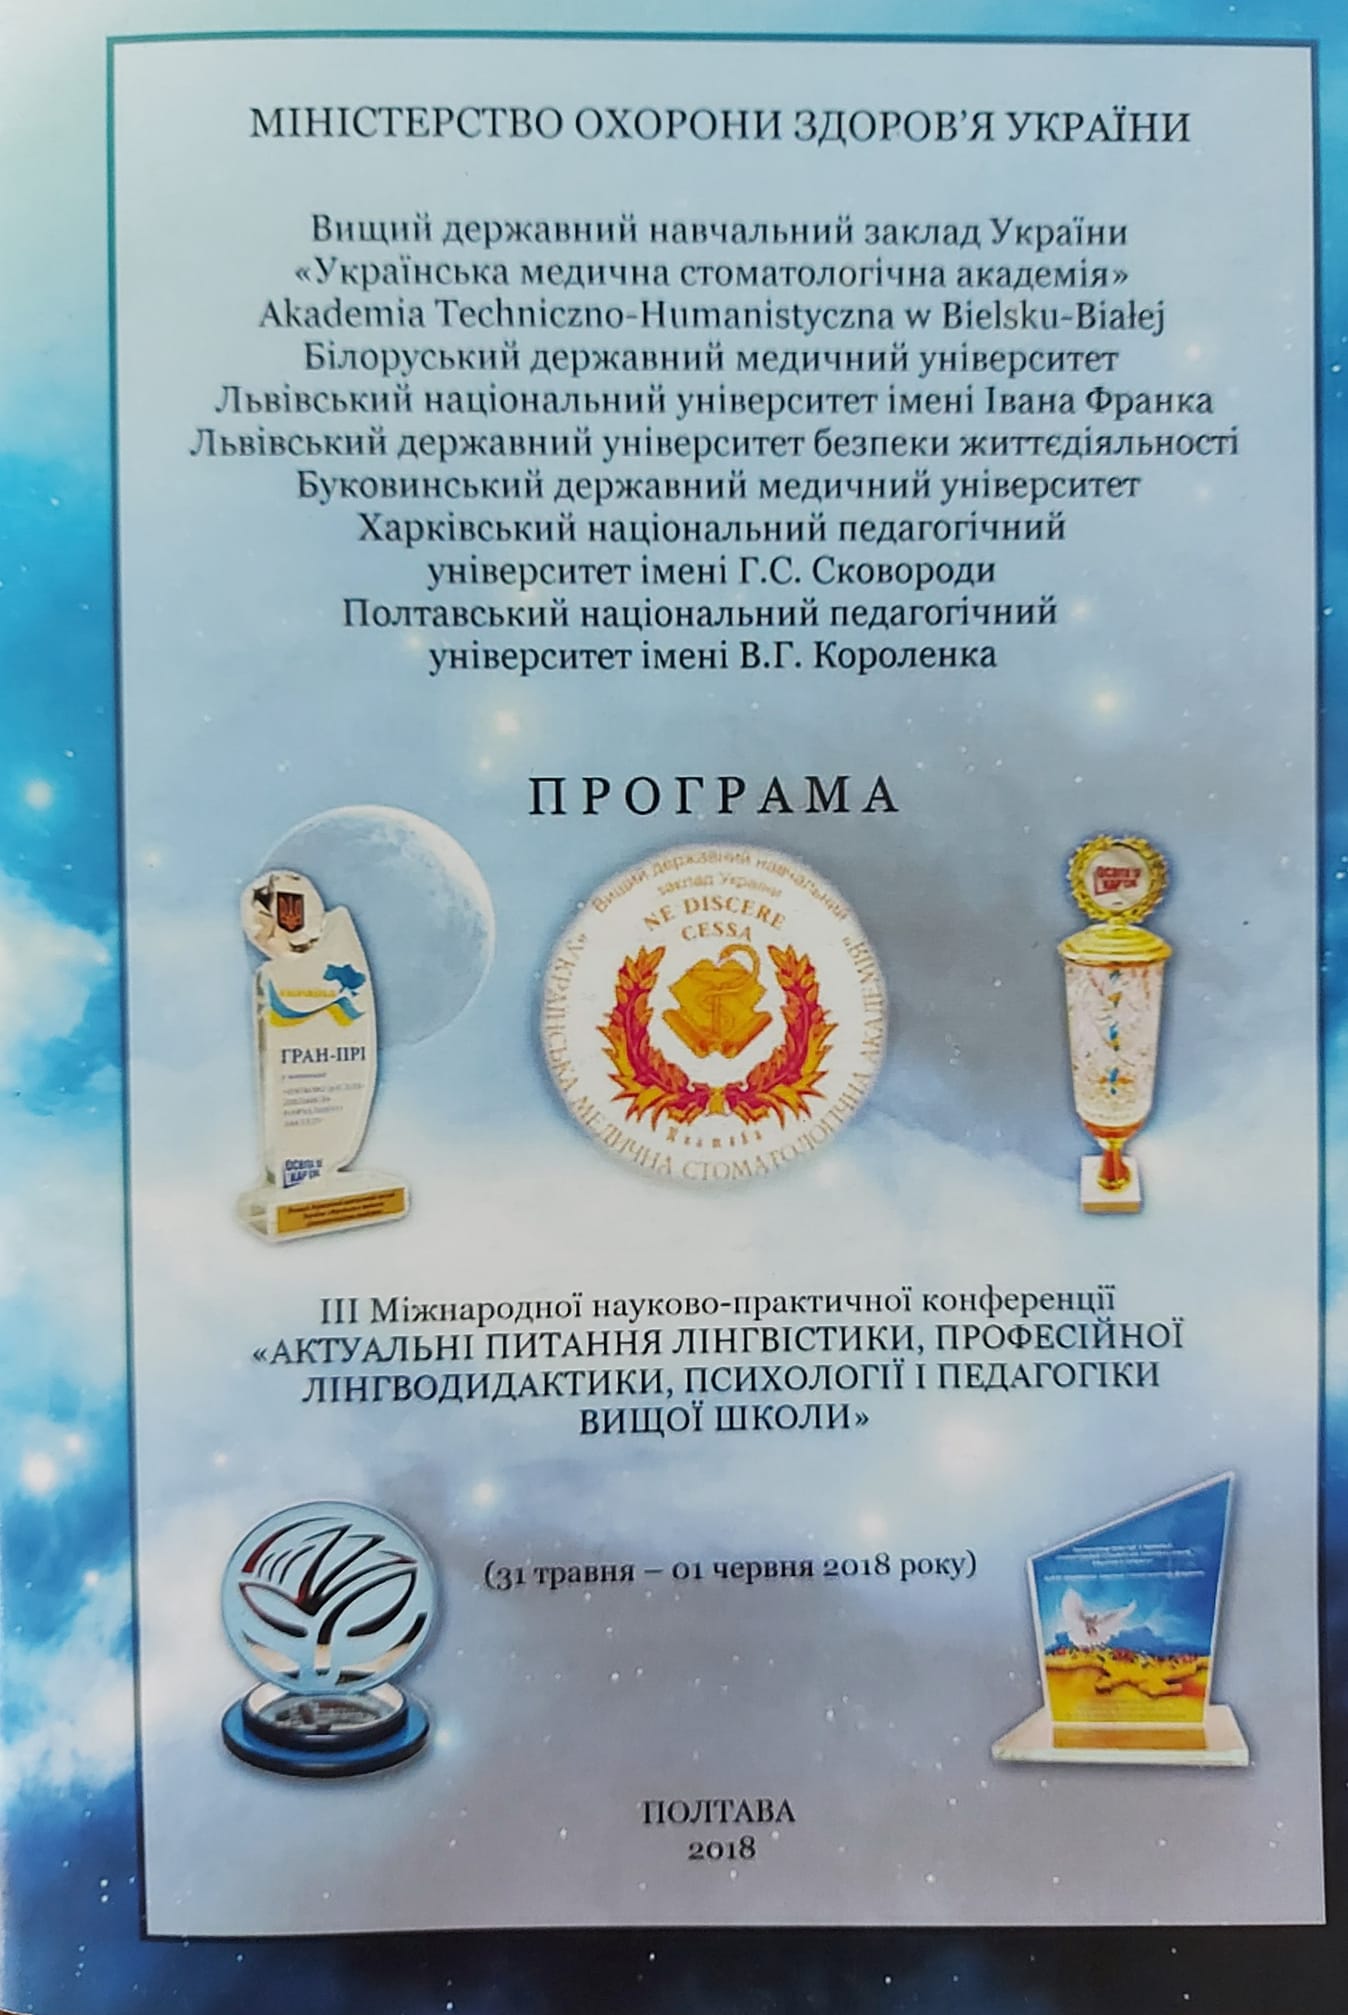 МІНІСТЕРСТВО ОХОРОНИ ЗДОРОВ'Я УКРАЇНИ
Вищий державний навчальний заклад України
«Українська медична стоматологічна академія»
Akademia Techniczno-Humanistyczna w Bielsku-Białej
Білоруський державний медичний університет
Львівський національний університет імені Івана Франка
Львівський державний університет безпеки життєдіяльності
Буковинський державний медичний університет
Харківський національний педагогічний
університет імені Г.С. Сковороди
Полтавський національний педагогічний
університет імені В.Г. Короленка
ПРОГРАМА
Вищий державний навчальний
заклад України
NE DISCERE
CESSA
«УКРАЇНСЬКА МЕДИЧНА СТОМАТОЛОГІЧНА АКАДЕМІЯ»
Полтава
ГРАН-ПРІ
ОСВІТА
КАР'ЄРА
III Міжнародної науково-практичної конференції
«АКТУАЛЬНІ ПИТАННЯ ЛІНГВІСТИКИ, ПРОФЕСІЙНОЇ
ЛІНГВОДИДАКТИКИ, ПСИХОЛОГІЇ І ПЕДАГОГІКИ
ВИЩОЇ ШКОЛИ»
(31 травня – 01 червня 2018 року)
ПОЛТАВА
2018